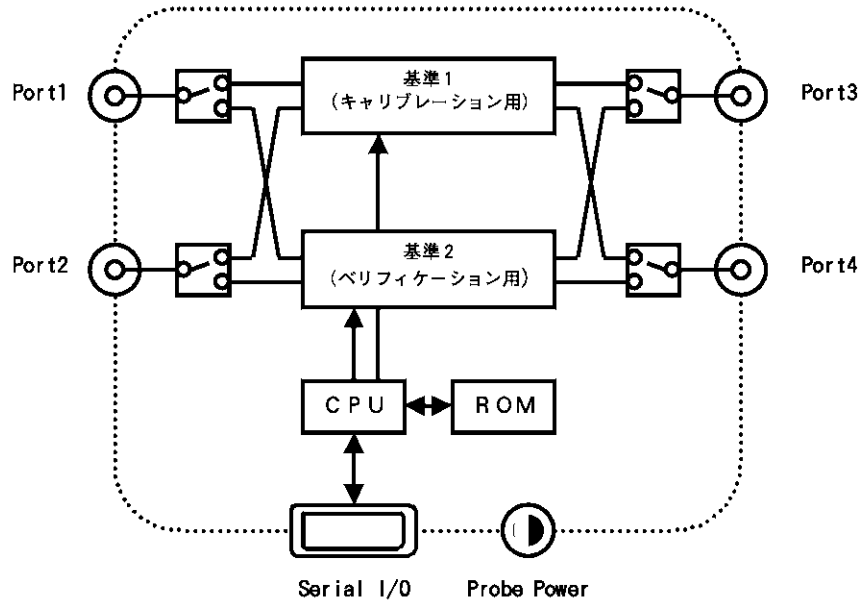 Port1
基準1
(キャリブレーション用)
Port3
Port2
基準2
(ベリフィケーション用)
Port4
CPU
ROM
Serial I/O
Probe Power